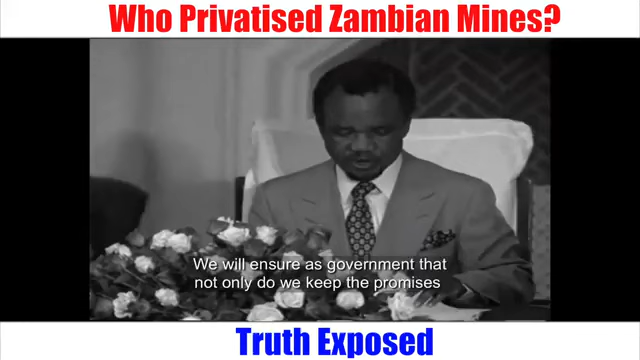 Who Privatised Zambian Mines?
We will ensure as government that
not only do we keep the promises
Truth Exposed